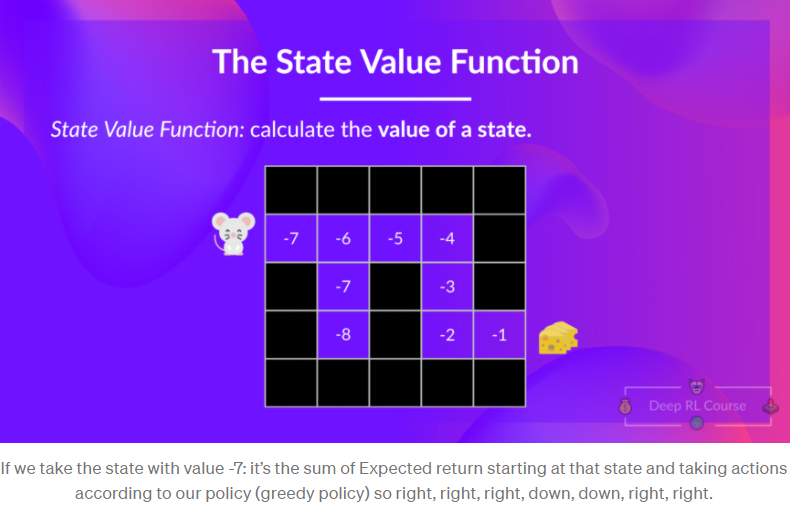 The State Value Function
State Value Function: calculate the value of a state.
-7 -6 -5 -4
-7 -3
-8 -2 -1
Deep RL Course
If we take the state with value -7: it’s the sum of Expected return starting at that state and taking actions
according to our policy (greedy policy) so right, right, right, down, down, right, right.